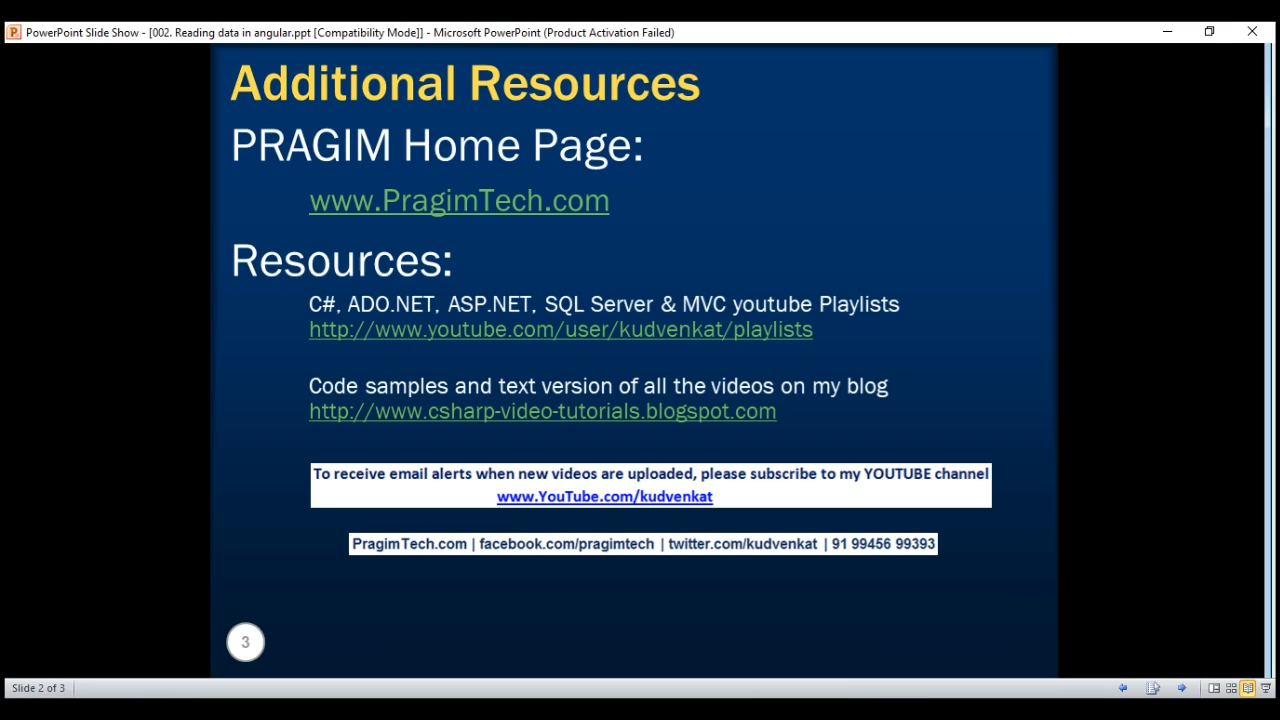 PowerPoint Slide Show - [002. Reading data in angular.ppt [Compatibility Mode]] - Microsoft PowerPoint (Product Activation Failed)
Additional Resources
PRAGIM Home Page:
www.PragimTech.com
Resources:
C#, ADO.NET, ASP.NET, SQL Server & MVC youtube Playlists
http://www.youtube.com/user/kudvenkat/playlists
Code samples and text version of all the videos on my blog
http://www.csharp-video-tutorials.blogspot.com
To receive email alerts when new videos are uploaded, please subscribe to my YOUTUBE channel
www.YouTube.com/kudvenkat
PragimTech.com | facebook.com/pragimtech | twitter.com/kudvenkat | 91 99456 99393
3
Slide 2 of 3